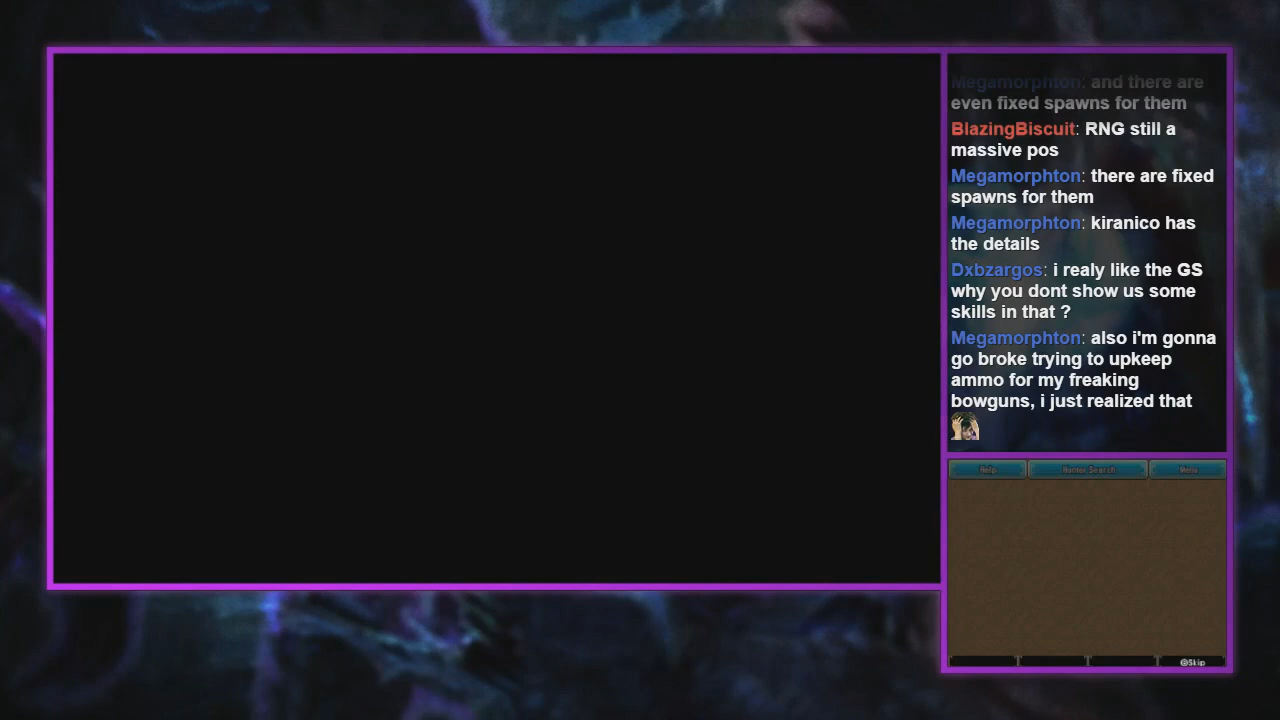 Megamorphton: and there are
even fixed spawns for them
BlazingBiscuit: RNG still a
massive pos
Megamorphton: there are fixed
spawns for them
Megamorphton: kiranico has
the details
Dxbzargos: i realy like the GS
why you dont show us some
skills in that ?
Megamorphton: also i'm gonna
go broke trying to upkeep
ammo for my freaking
bowguns, i just realized that
Help
Hunter Search
Menu
Skip